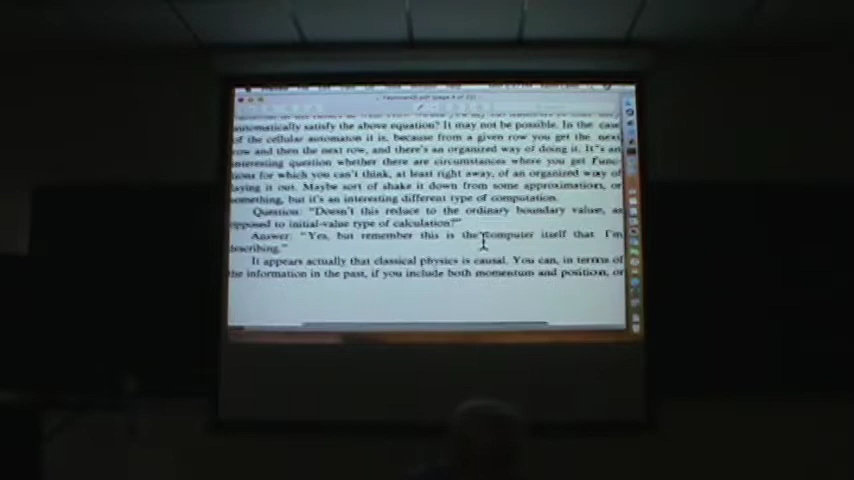 automatically satisfy the above equation? It may not be possible. In the case
of the cellular automaton it is, because from a given row you get the next
row and then the next row, and there's an organized way of doing it. It's an
interesting question whether there are circumstances where you get func-
tions for which you can't think, at least right away, of an organized way of
laying it out. Maybe sort of shake it down from some approximation, or
something, but it's an interesting different type of computation.
Question: "Doesn't this reduce to the ordinary boundary value, as
opposed to initial-value type of calculation?"
Answer: "Yes, but remember this is the computer itself that I'm
describing."
It appears actually that classical physics is causal. You can, in terms of
the information in the past, if you include both momentum and position, or